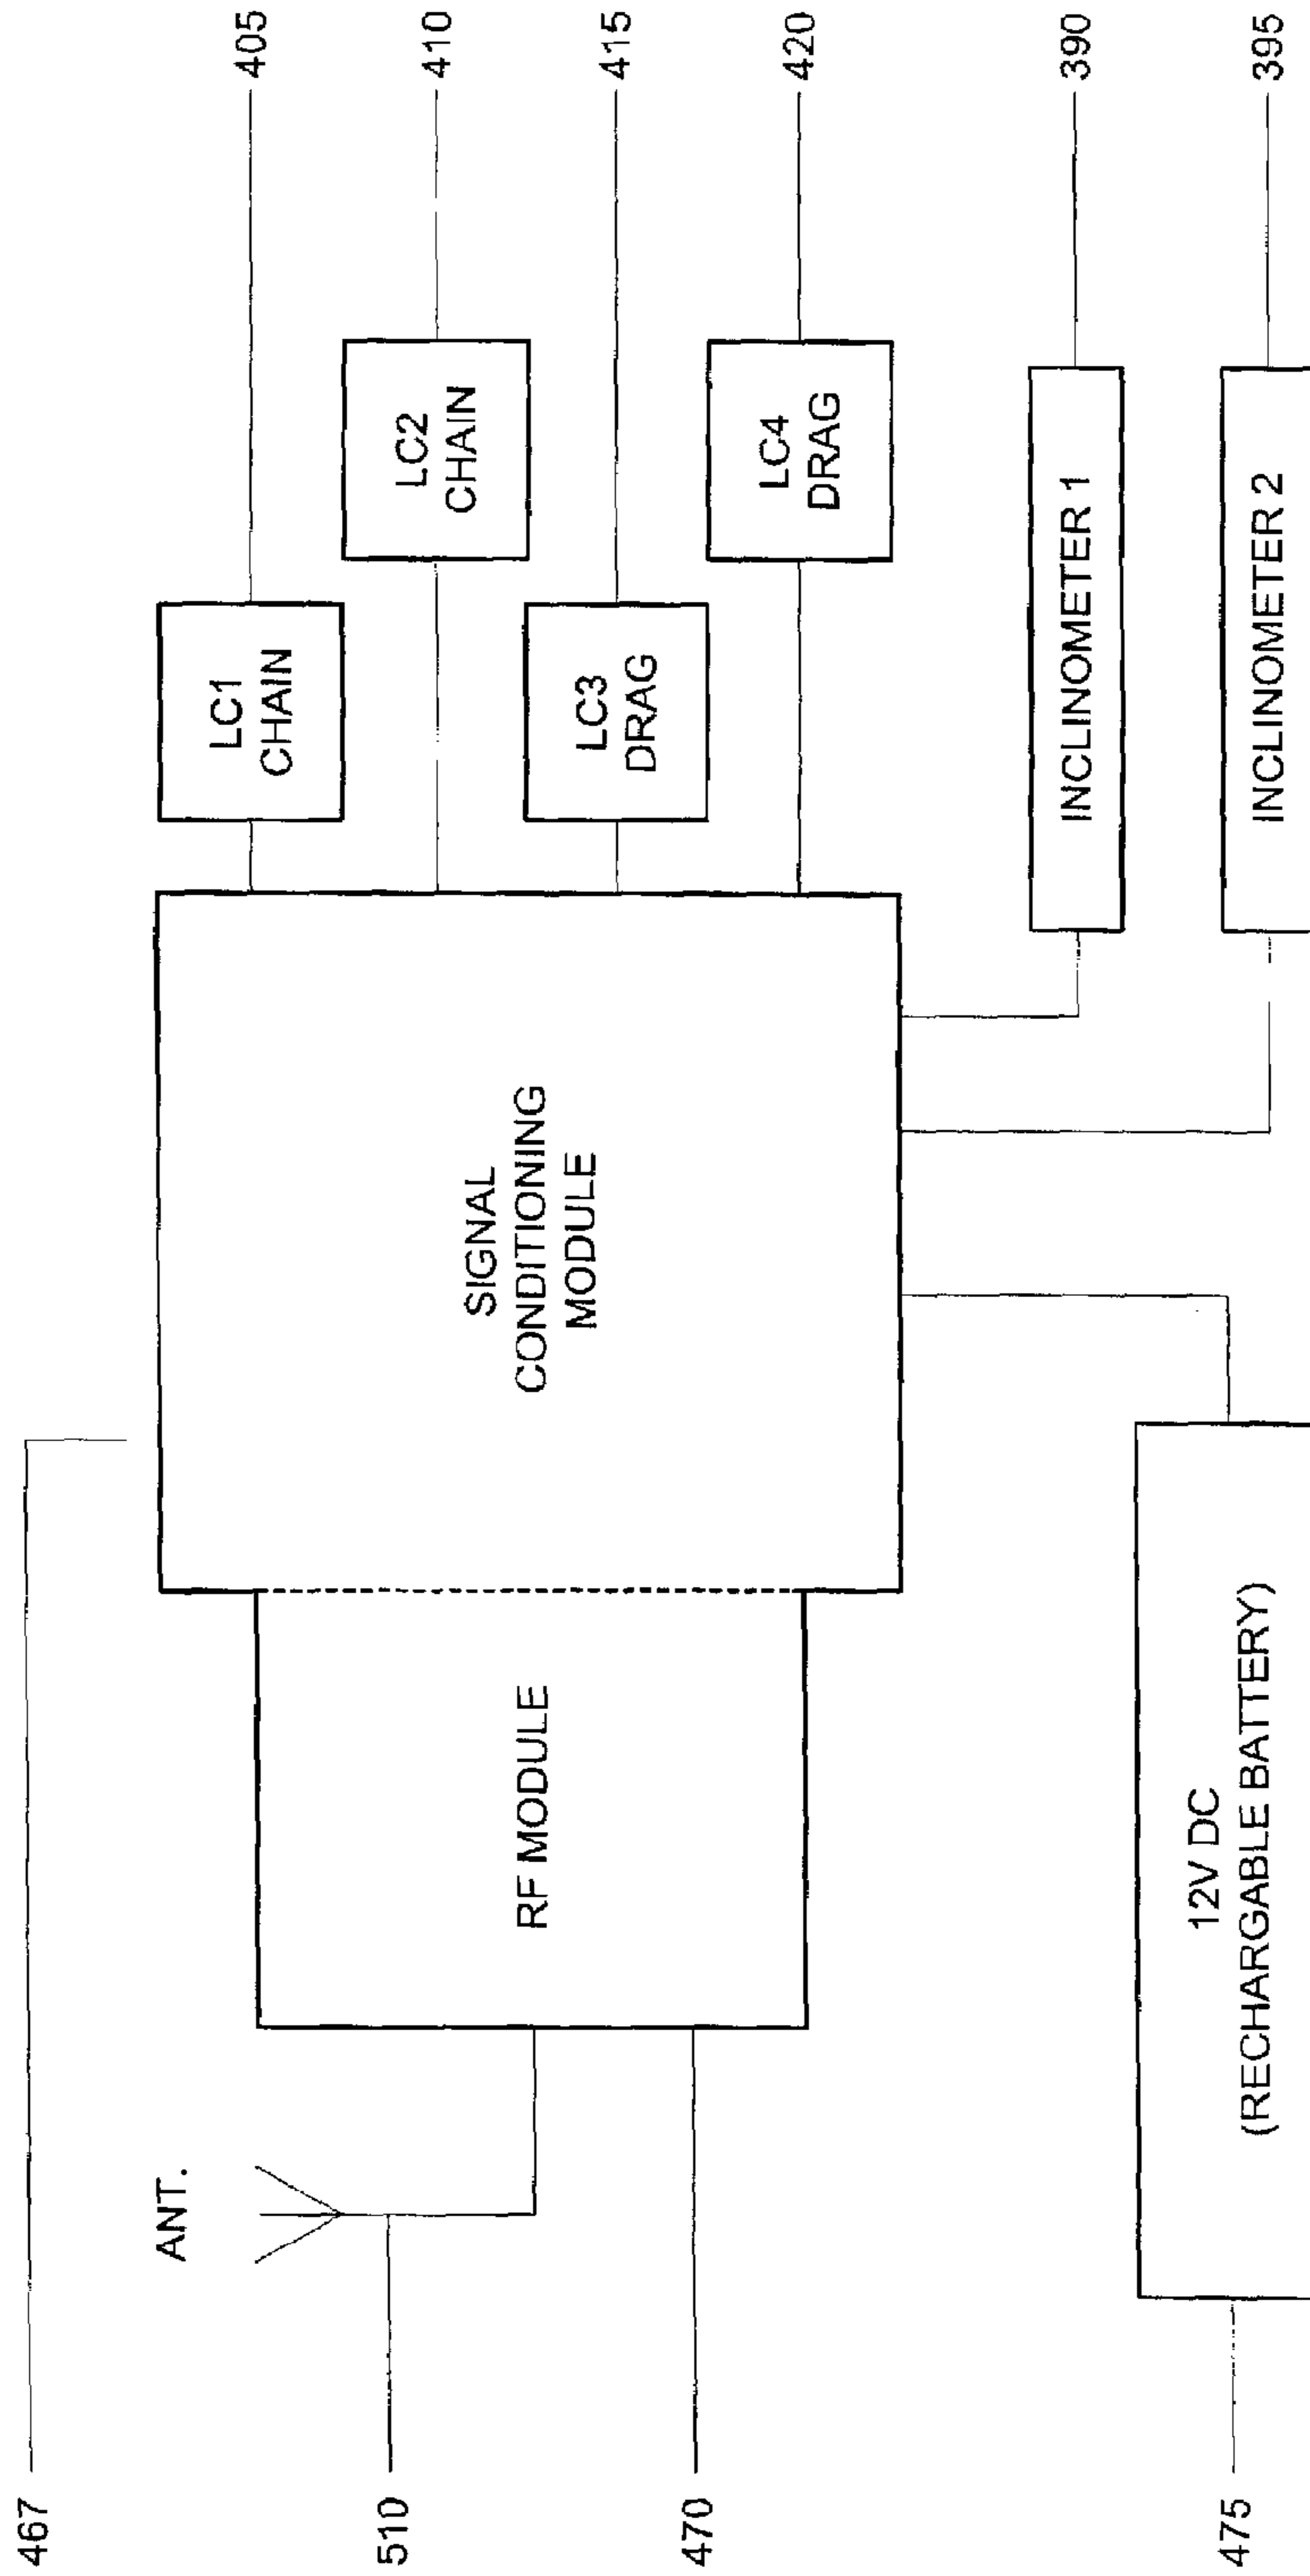 467
510
470
475
ANT.
RF MODULE
12V DC
(RECHARGABLE BATTERY)
SIGNAL
CONDITIONING
MODULE
LC1
CHAIN
LC2
CHAIN
LC3
DRAG
LC4
DRAG
INCLINOMETER 1
INCLINOMETER 2
405
410
415
420
390
395